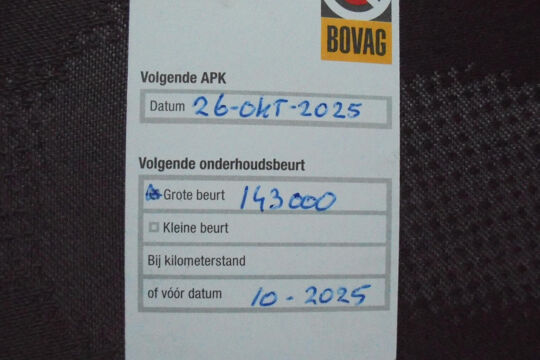 BOVAG
Volgende APK
Datum 26-OKT-2025
Volgende onderhoudsbeurt
Grote beurt 143000
Kleine beurt
Bij kilometerstand
of vóór datum 10-2025